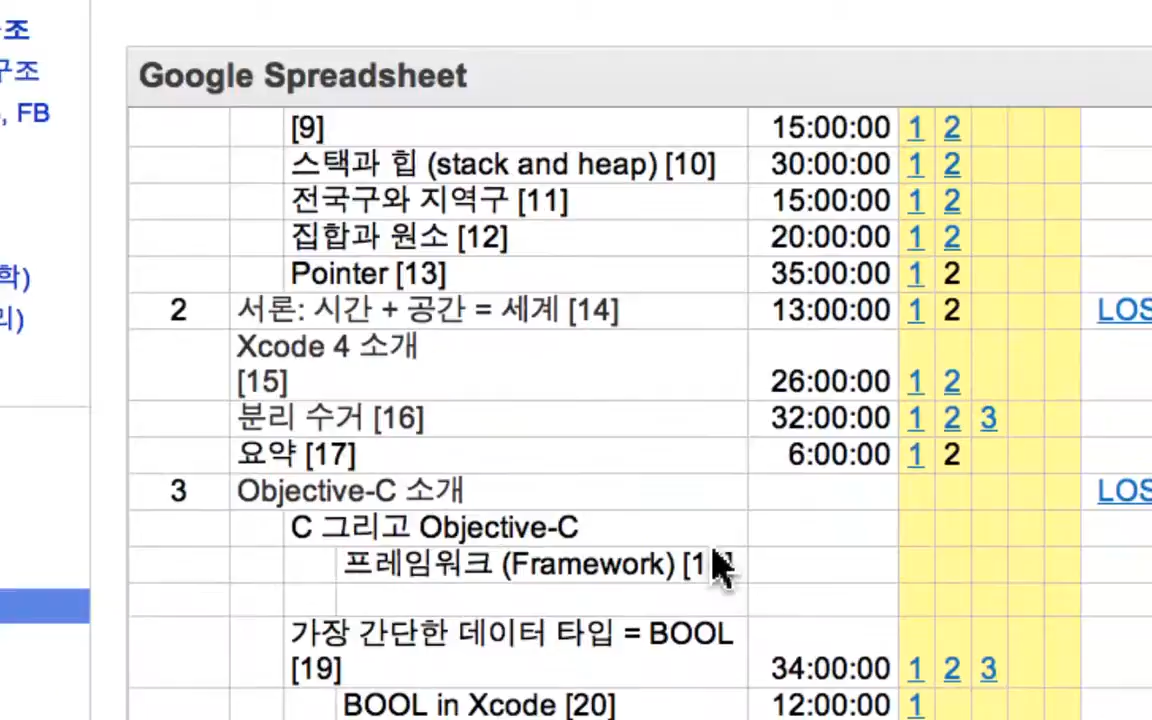 조
구조
, FB
학)
리)
Google Spreadsheet
[9] 15:00:00 1 2
스택과 힙 (stack and heap) [10] 30:00:00 1 2
전국구와 지역구 [11] 15:00:00 1 2
집합과 원소 [12] 20:00:00 1 2
Pointer [13] 35:00:00 1 2
2 서론: 시간 + 공간 = 세계 [14] 13:00:00 1 2 LOS
Xcode 4 소개
[15] 26:00:00 1 2
분리 수거 [16] 32:00:00 1 2 3
요약 [17] 6:00:00 1 2
3 Objective-C 소개 LOS
C 그리고 Objective-C
프레임워크 (Framework)
가장 간단한 데이터 타입 = BOOL
[19] 34:00:00 1 2 3
BOOL in Xcode [20] 12:00:00 1